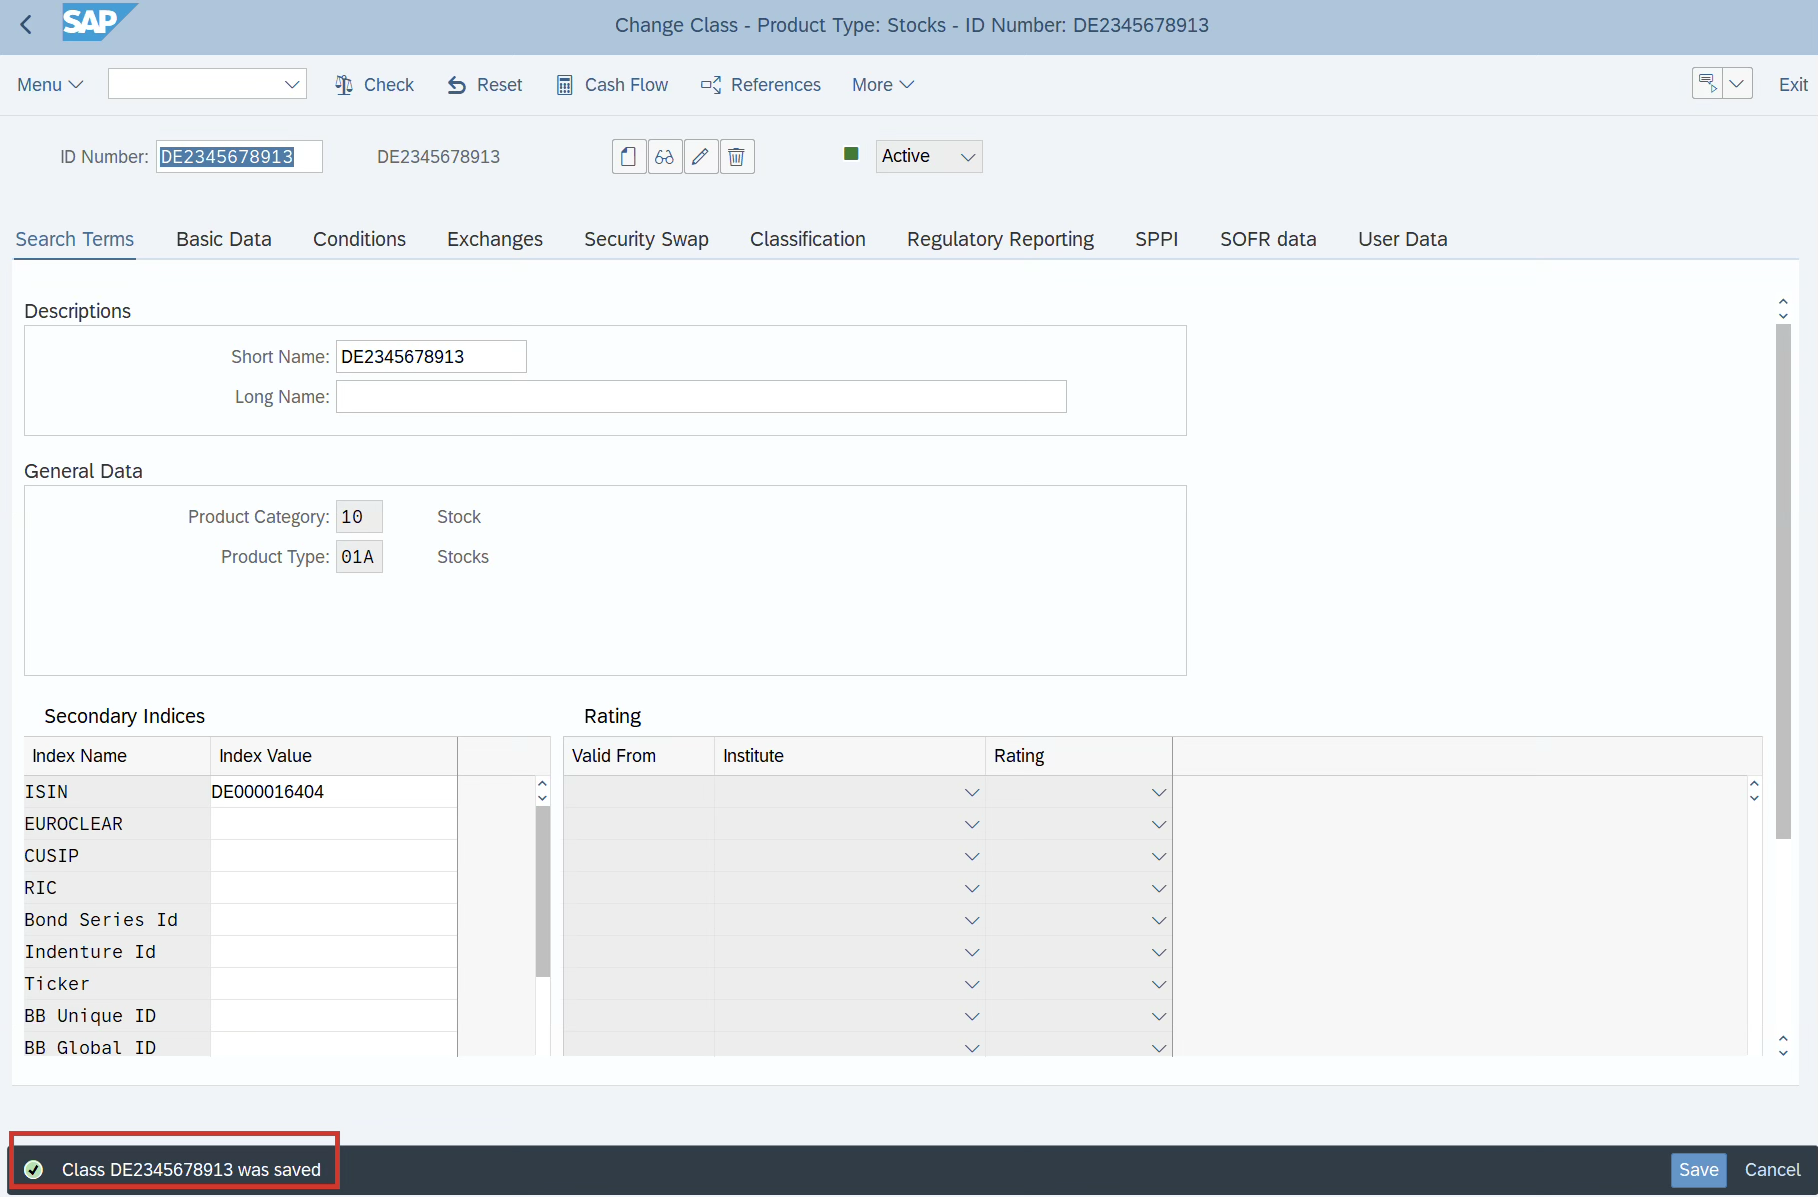 SAP
Change Class - Product Type: Stocks - ID Number: DE2345678913
Menu Check Reset Cash Flow References More Exit
ID Number: DE2345678913 DE2345678913 Active
Search Terms Basic Data Conditions Exchanges Security Swap Classification Regulatory Reporting SPPI SOFR data User Data
Descriptions
Short Name: DE2345678913
Long Name:
General Data
Product Category: 10 Stock
Product Type: 01A Stocks
Secondary Indices Rating
Index Name Index Value Valid From Institute Rating
ISIN DE000016404
EUROCLEAR
CUSIP
RIC
Bond Series Id
Indenture Id
Ticker
BB Unique ID
BB Global ID
Class DE2345678913 was saved Save Cancel